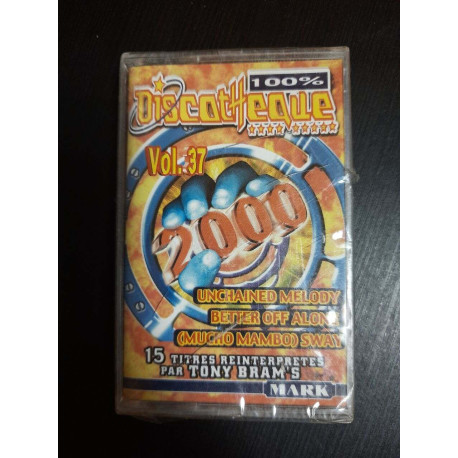 100%
Discotheque
Vol. 37
2000
UNCHAINED MELODY
BETTER OFF ALONE
(MUCHO MAMBO) SWAY
15 TITRES REINTERPRETES
PAR TONY BRAM'S
MARK